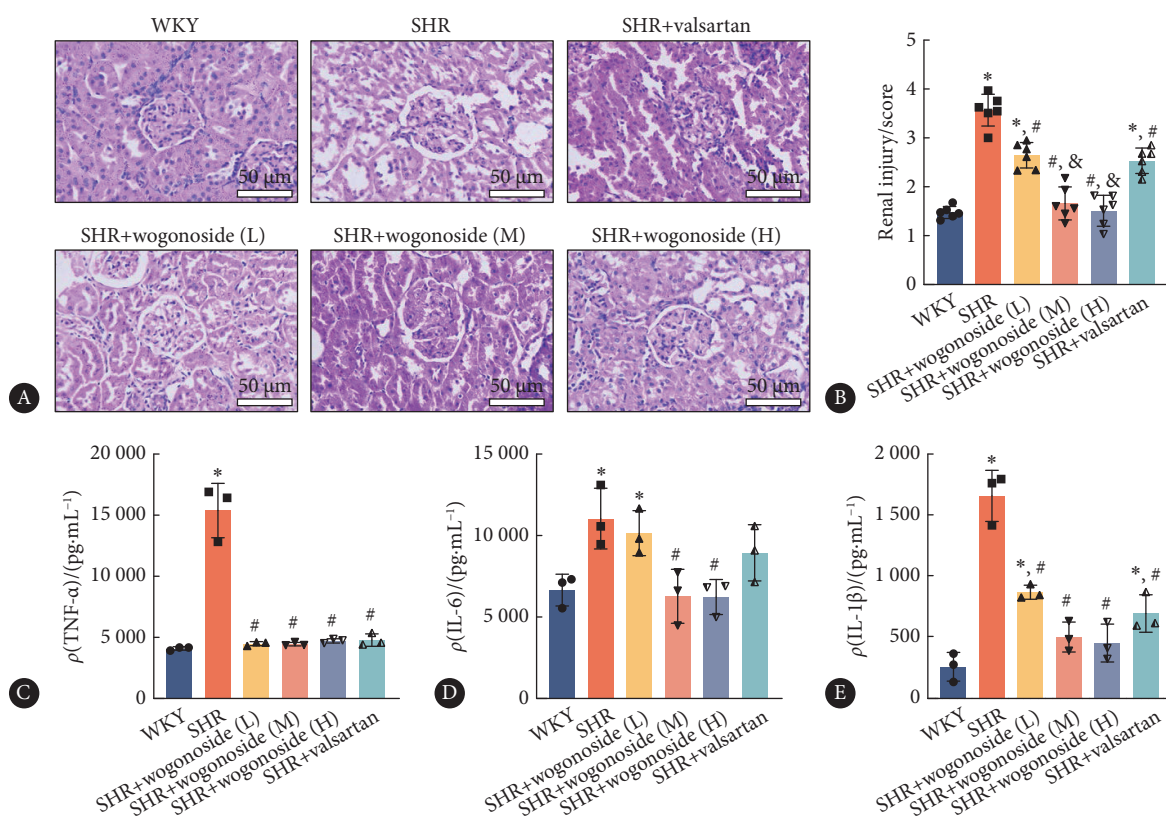 WKY
SHR
SHR+valsartan
50 μm
50 μm
50 μm
SHR+wogonoside (L)
SHR+wogonoside (M)
SHR+wogonoside (H)
50 μm
50 μm
50 μm
A
Renal injury/score
5
4
3
2
1
0
*
*, #
#, &
#, &
*, #
WKY
SHR
SHR+wogonoside (L)
SHR+wogonoside (M)
SHR+wogonoside (H)
SHR+valsartan
B
ρ(TNF-α)/(pg·mL⁻¹)
20 000
15 000
10 000
5 000
0
*
#
#
#
#
WKY
SHR
SHR+wogonoside (L)
SHR+wogonoside (M)
SHR+wogonoside (H)
SHR+valsartan
C
ρ(IL-6)/(pg·mL⁻¹)
15 000
10 000
5 000
0
*
*
#
#
WKY
SHR
SHR+wogonoside (L)
SHR+wogonoside (M)
SHR+wogonoside (H)
SHR+valsartan
D
ρ(IL-1β)/(pg·mL⁻¹)
2 000
1 500
1 000
500
0
*
*, #
#
#
*, #
WKY
SHR
SHR+wogonoside (L)
SHR+wogonoside (M)
SHR+wogonoside (H)
SHR+valsartan
E